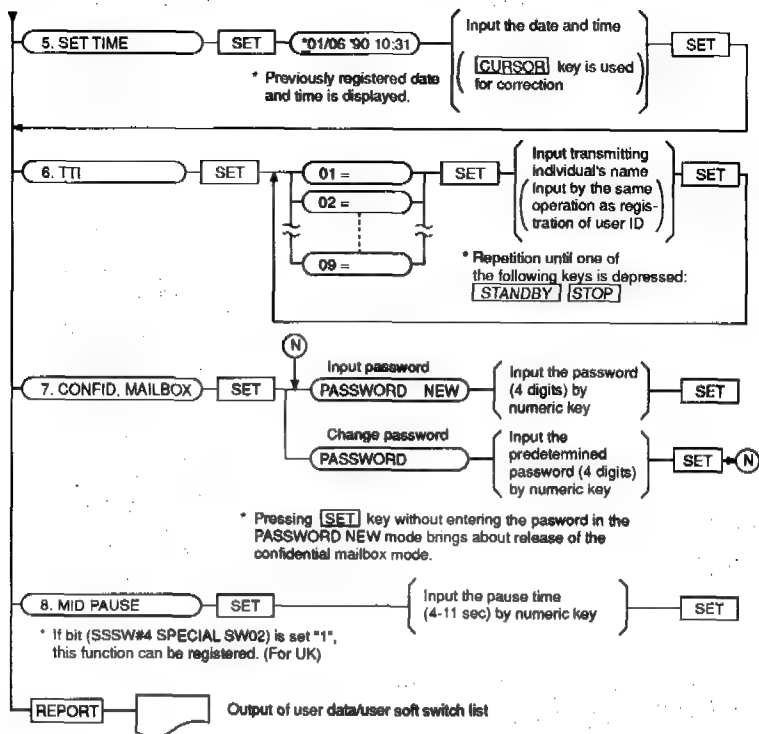 5. SET TIME
SET
*01/06 '90 10:31
Input the date and time
CURSOR key is used
for correction
SET
* Previously registered date
and time is displayed.
6. TTI
SET
01 =
02 =
09 =
SET
Input transmitting
individual's name
Input by the same
operation as regis-
tration of user ID
SET
* Repetition until one of
the following keys is depressed:
STANDBY STOP
N
7. CONFID. MAILBOX
SET
Input password
PASSWORD NEW
Input the password
(4 digits) by
numeric key
SET
Change password
PASSWORD
Input the
predetermined
password (4 digits)
by numeric key
SET
N
* Pressing SET key without entering the pasword in the
PASSWORD NEW mode brings about release of the
confidential mailbox mode.
8. MID PAUSE
SET
Input the pause time
(4-11 sec) by numeric key
SET
* If bit (SSSW#4 SPECIAL SW02) is set "1",
this function can be registered. (For UK)
REPORT
Output of user data/user soft switch list